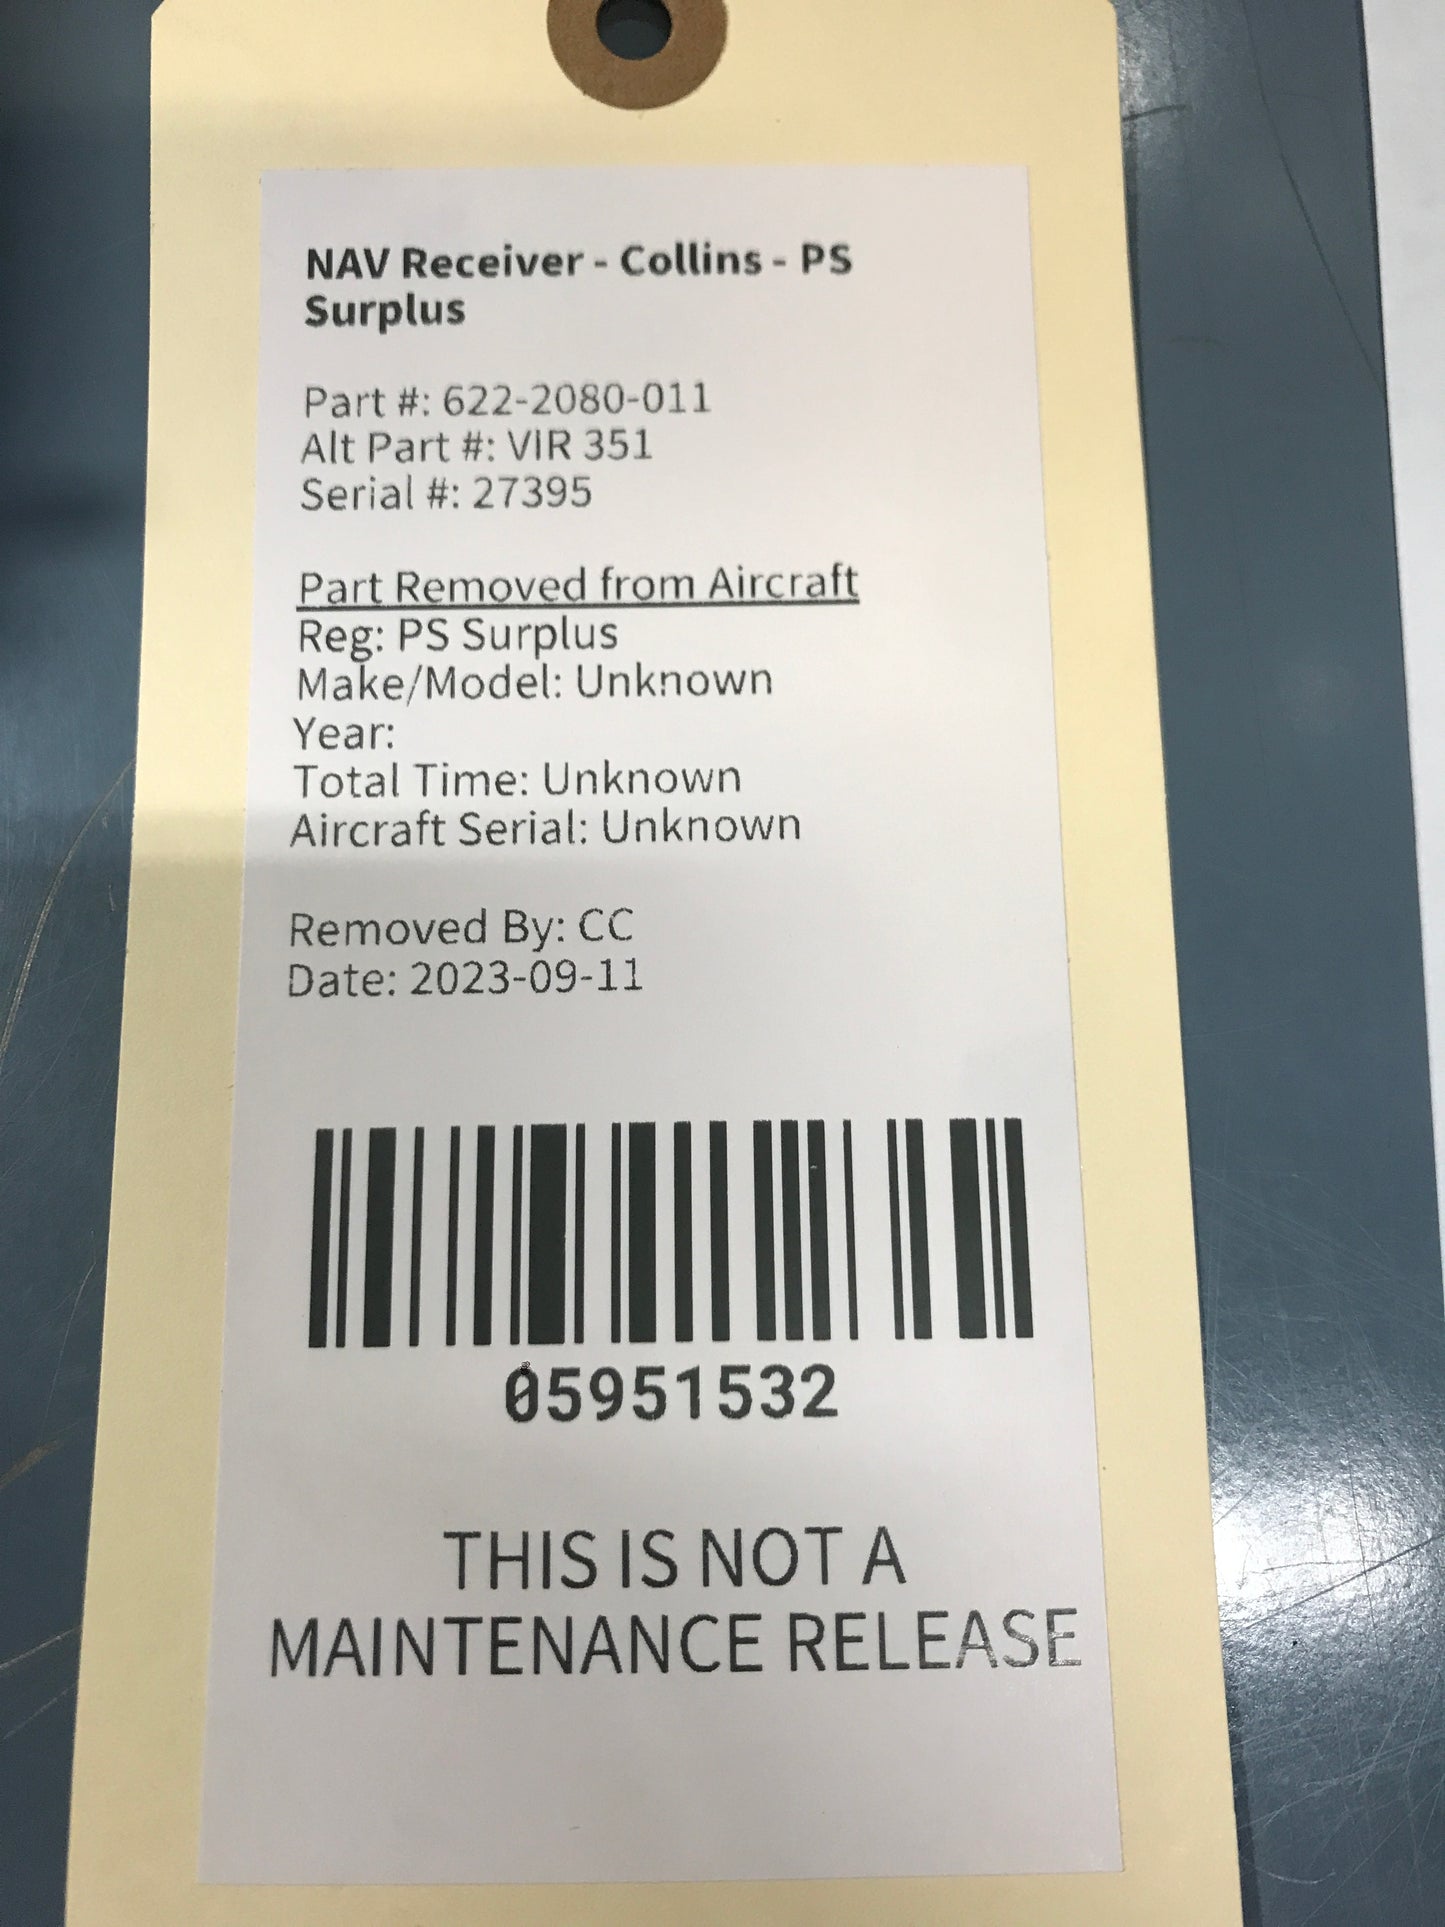 NAV Receiver - Collins - PS
Surplus
Part #: 622-2080-011
Alt Part #: VIR 351
Serial #: 27395
Part Removed from Aircraft
Reg: PS Surplus
Make/Model: Unknown
Year:
Total Time: Unknown
Aircraft Serial: Unknown
Removed By: CC
Date: 2023-09-11
05951532
THIS IS NOT A
MAINTENANCE RELEASE